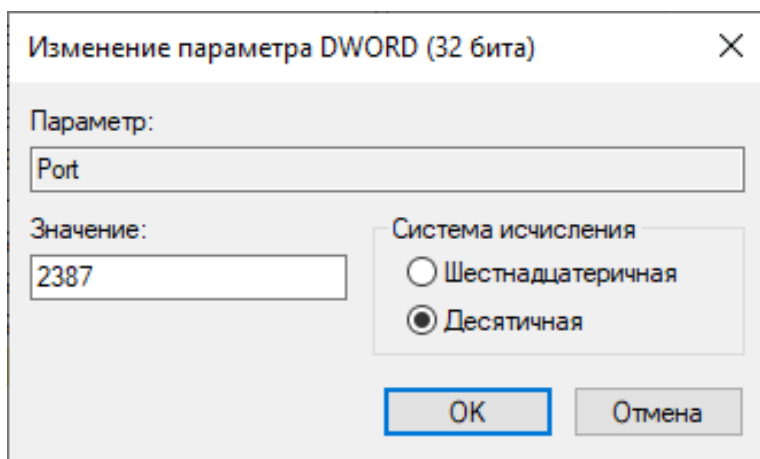 Изменение параметра DWORD (32 бита)
Параметр:
Port
Значение:
2387
Система исчисления
Шестнадцатеричная
Десятичная
OK
Отмена